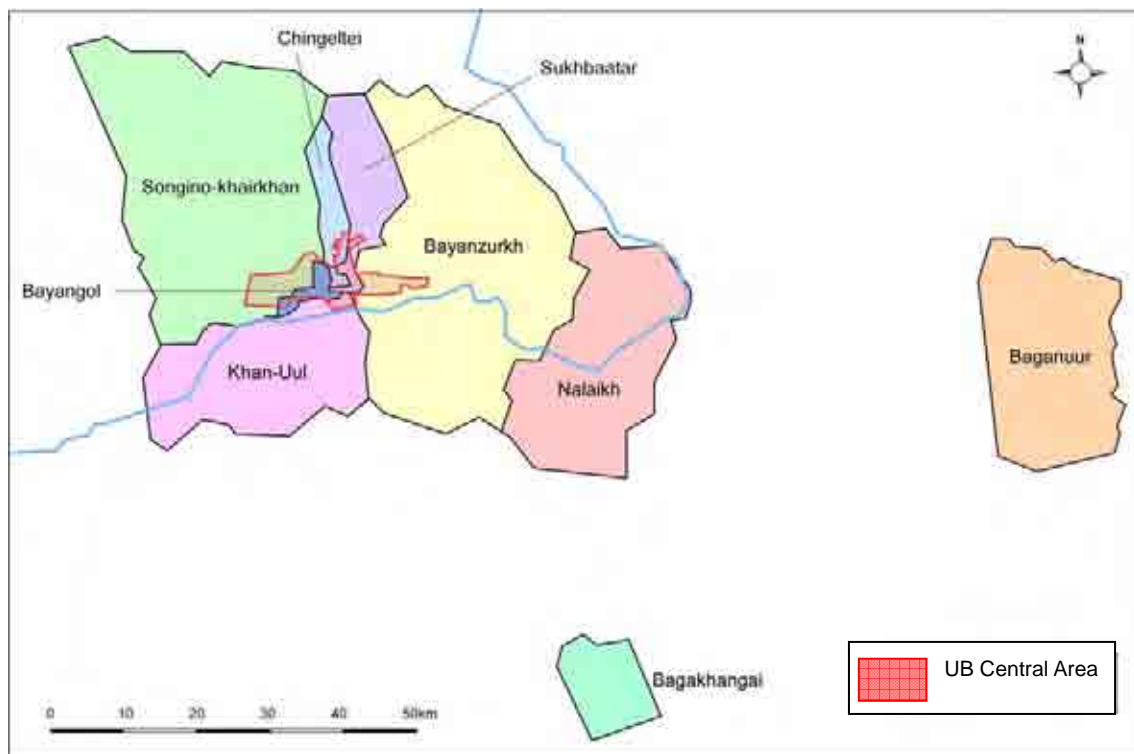 Chingeltei
N
Sukhbaatar
Songino-khairkhan
Bayanzurkh
Bayangol
Baganuur
Khan-Uul
Nalaikh
Bagakhangai
UB Central Area
0 10 20 30 40 50km